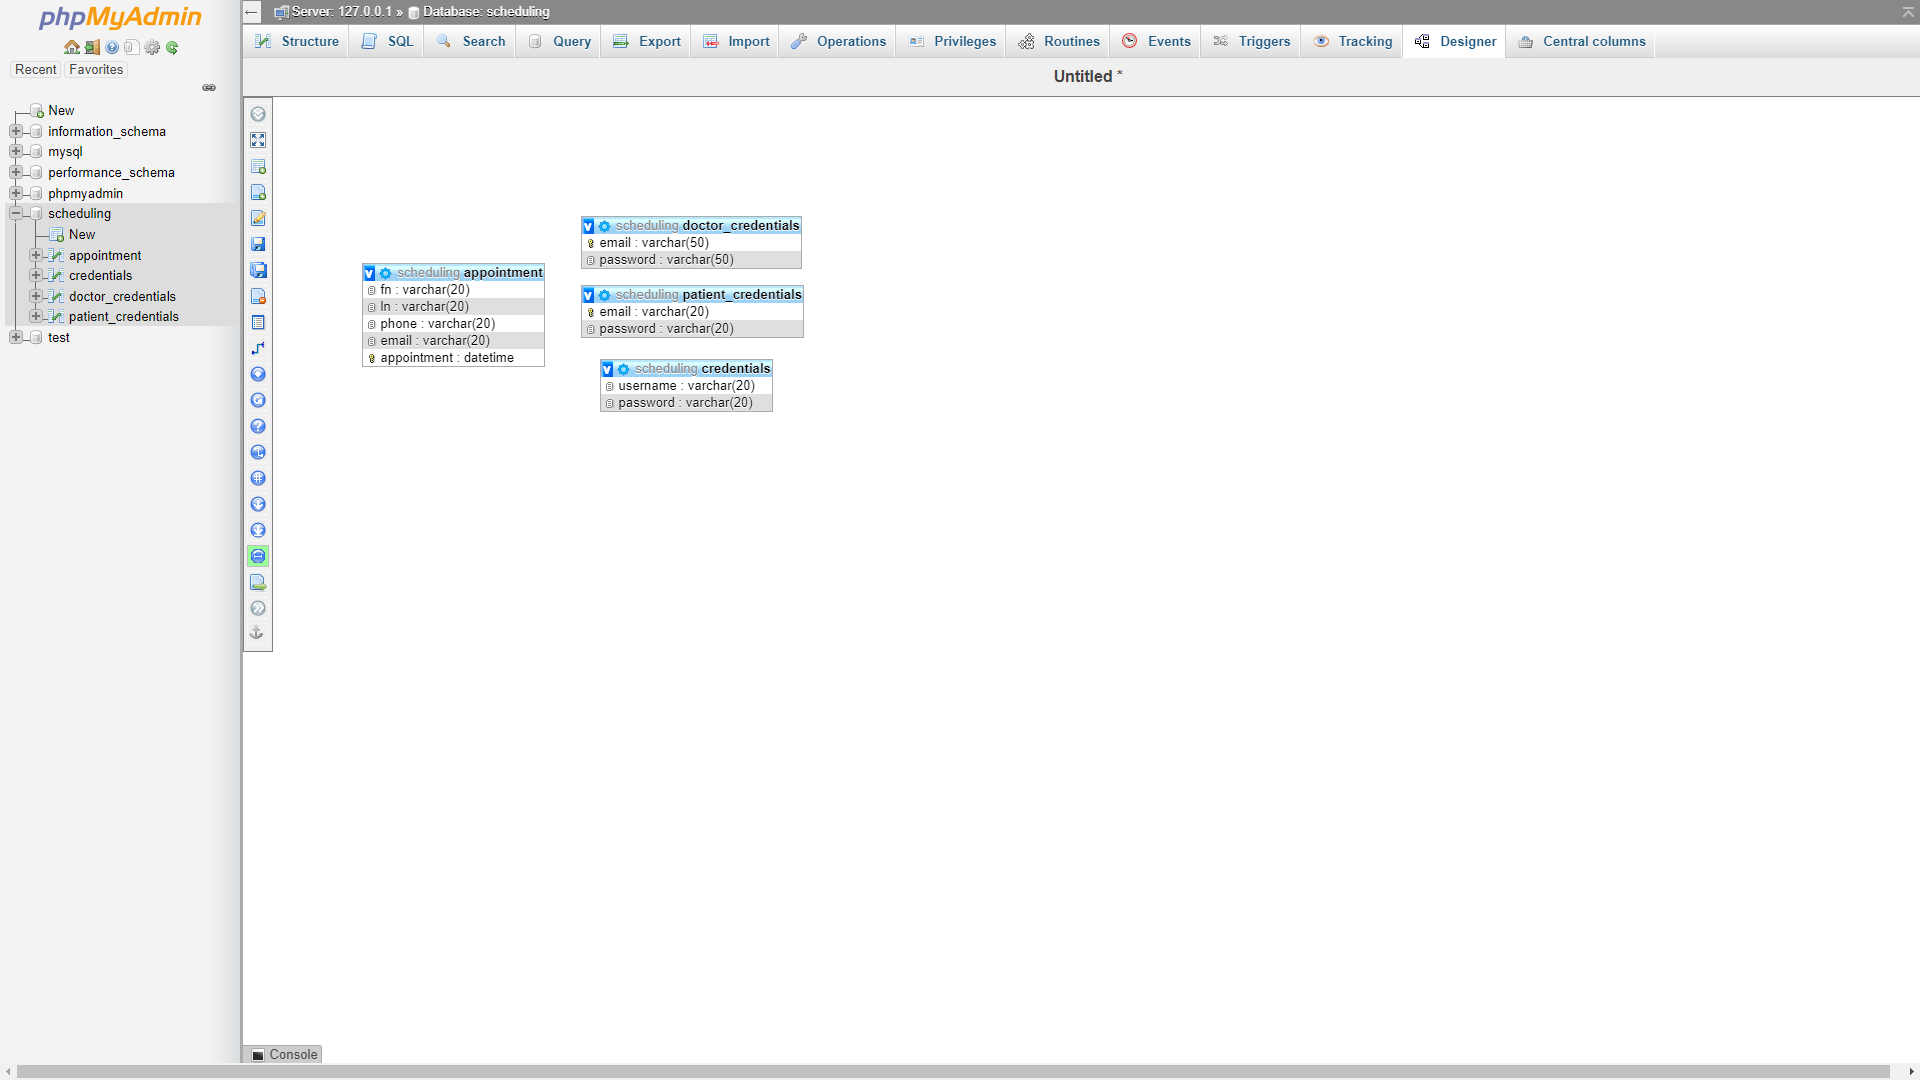 phpMyAdmin
Recent
Favorites
New
information_schema
mysql
performance_schema
phpmyadmin
scheduling
New
appointment
credentials
doctor_credentials
patient_credentials
test
Server: 127.0.0.1 » Database: scheduling
Structure
SQL
Search
Query
Export
Import
Operations
Privileges
Routines
Events
Triggers
Tracking
Designer
Central columns
Untitled *
v scheduling doctor_credentials
email : varchar(50)
password : varchar(50)
v scheduling appointment
fn : varchar(20)
ln : varchar(20)
phone : varchar(20)
email : varchar(20)
appointment : datetime
v scheduling patient_credentials
email : varchar(20)
password : varchar(20)
v scheduling credentials
username : varchar(20)
password : varchar(20)
Console